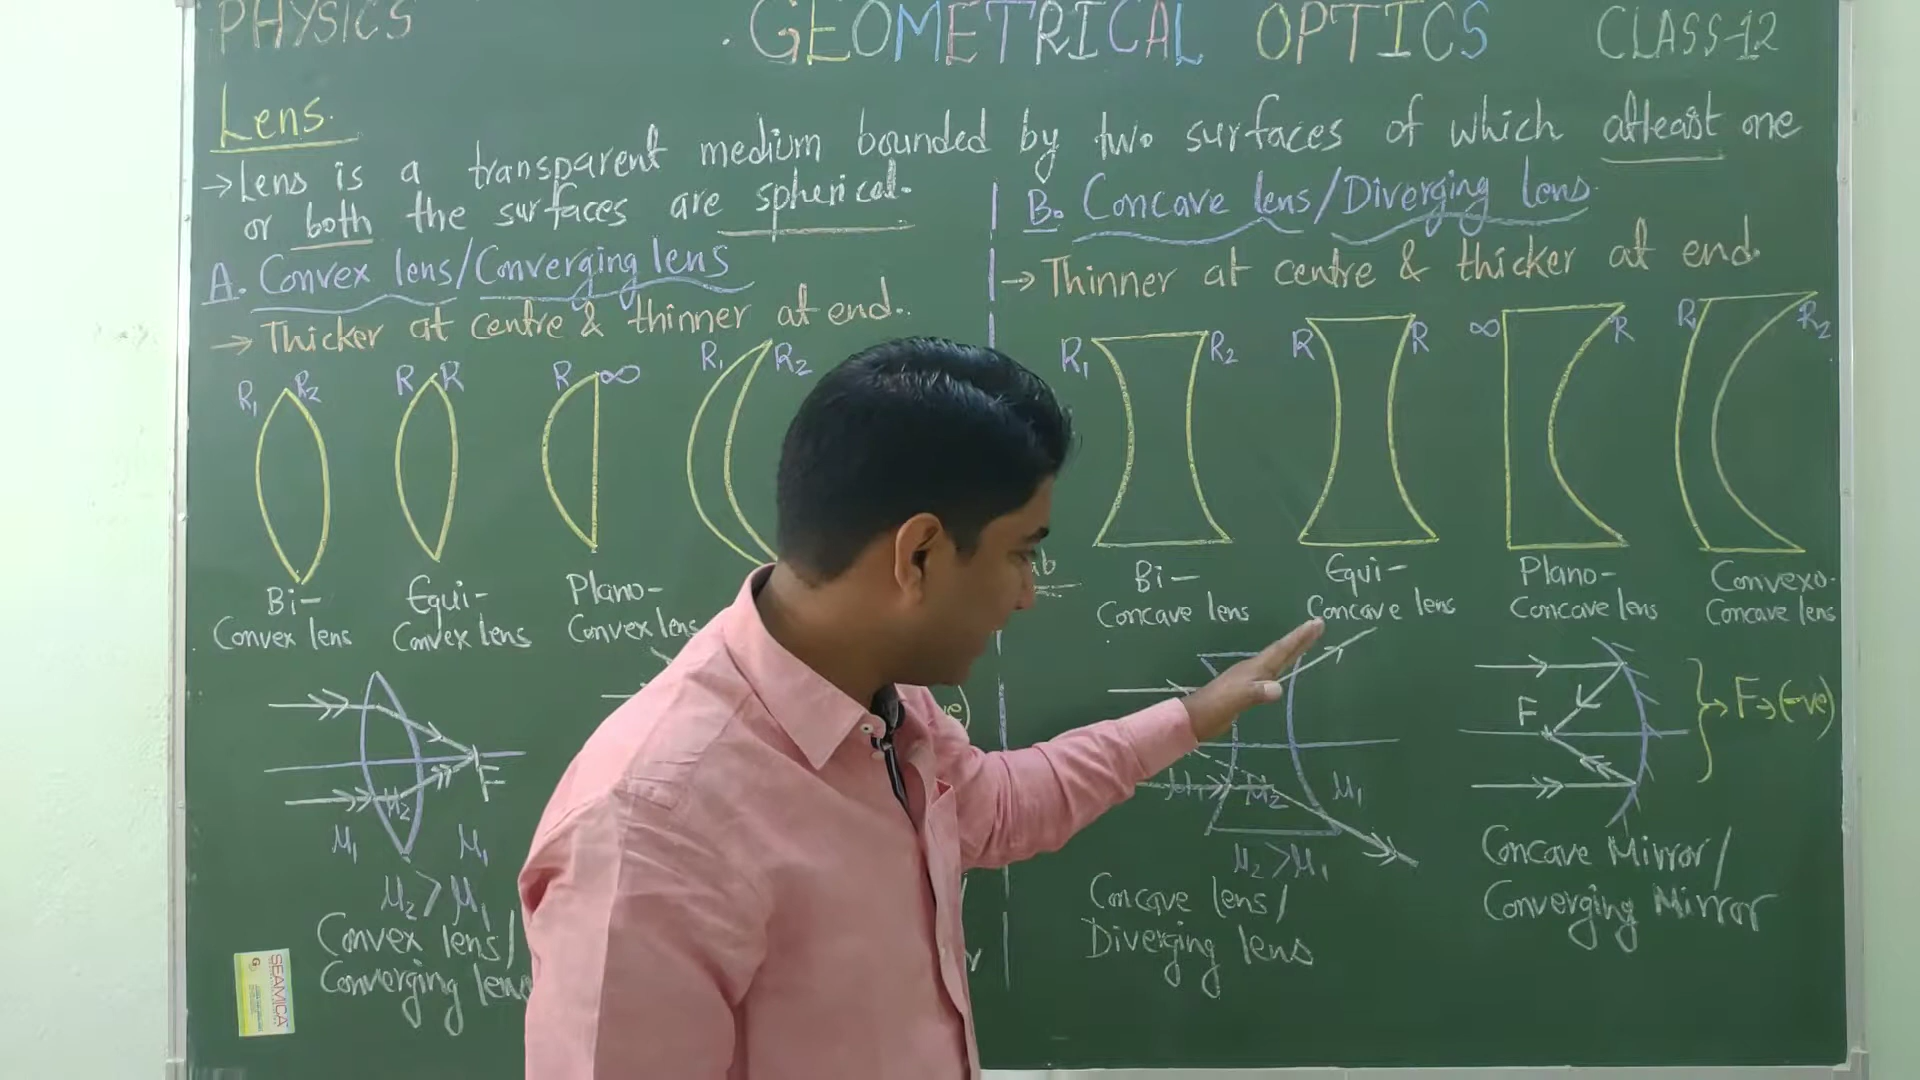 PHYSICS
GEOMETRICAL OPTICS
CLASS-12
Lens.
→ Lens is a transparent medium bounded by two surfaces of which atleast one
or both the surfaces are spherical.
A. Convex lens/Converging lens
→ Thicker at centre & thinner at end.
R1 R2
R R
R ∞
R1 R2
Bi-
Convex lens
Equi-
Convex lens
Plano-
Convex lens
F
μ2
μ1 μ1
μ2 > μ1
Convex lens/
Converging lens
B. Concave lens/Diverging lens.
→ Thinner at centre & thicker at end.
R1 R2
R R
∞ R
R1 R2
Bi-
Concave lens
Equi-
Concave lens
Plano-
Concave lens
Convexo-
Concave lens
μ1 μ2 μ1
μ2 > μ1
Concave lens/
Diverging lens
F
F → (-ve)
Concave Mirror/
Converging Mirror
SEAMICA